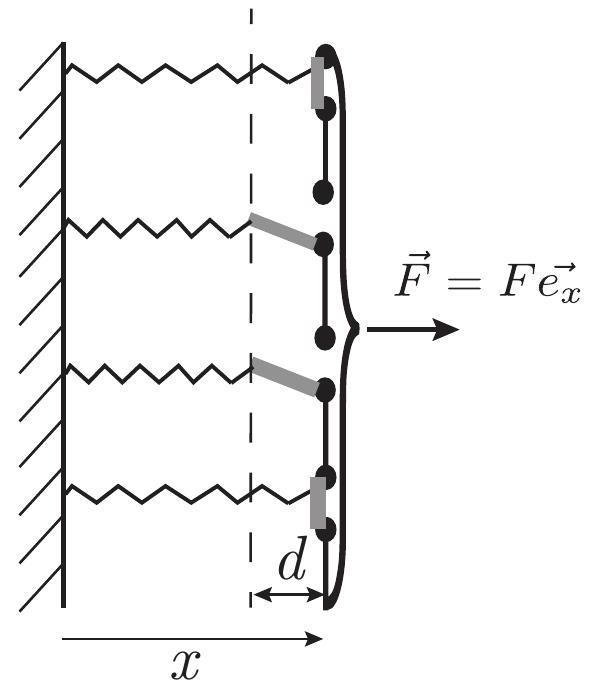 F⃗ = Fe⃗ₓ
d
x